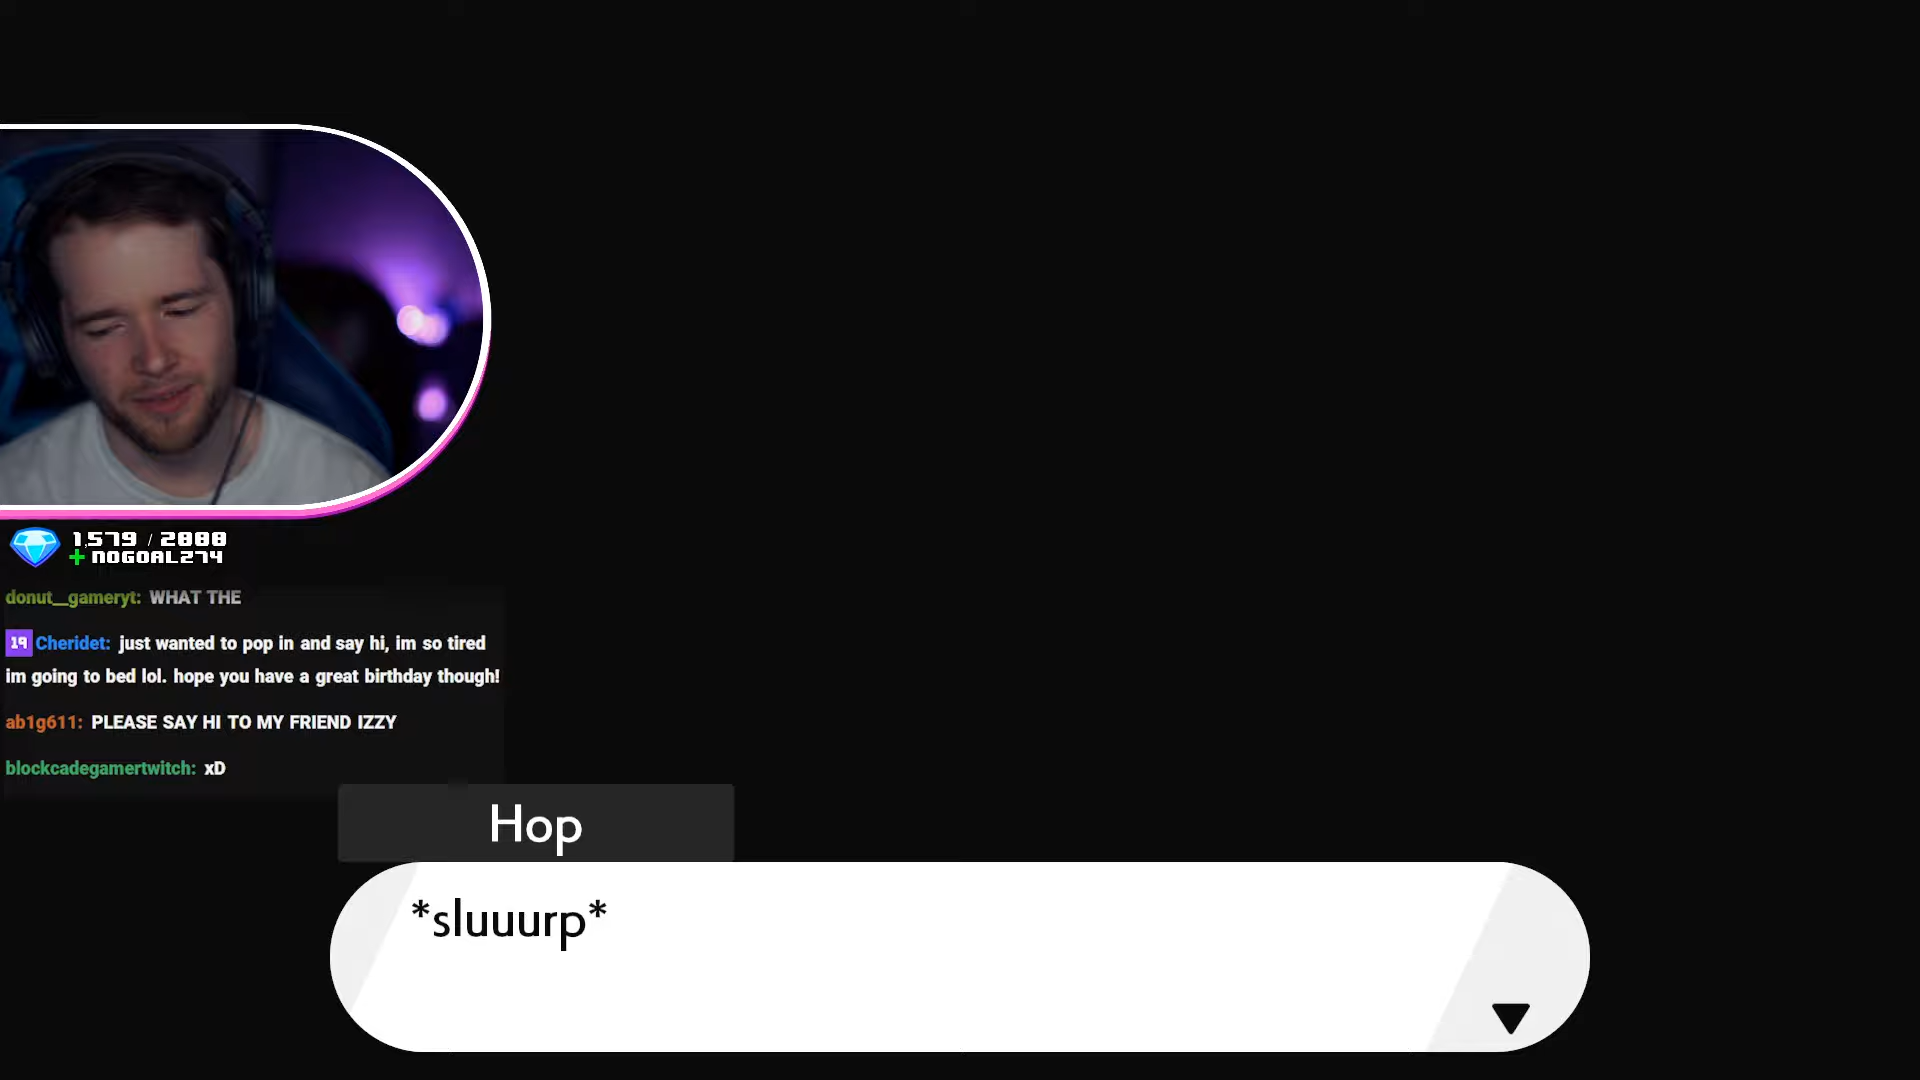 1,579 / 2000
+ NOGOAL274
donut__gameryt: WHAT THE
19 Cheridet: just wanted to pop in and say hi, im so tired
im going to bed lol. hope you have a great birthday though!
ab1g611: PLEASE SAY HI TO MY FRIEND IZZY
blockcadegamertwitch: xD
Hop
*sluuurp*